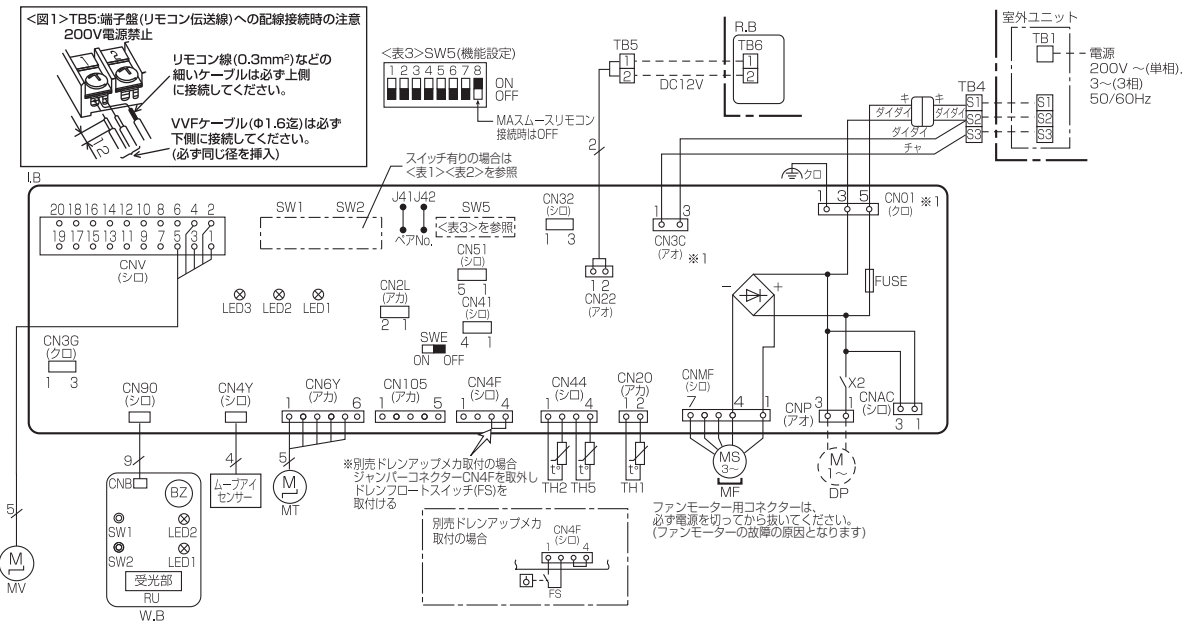 <図1>TB5:端子盤(リモコン伝送線)への配線接続時の注意
200V電源禁止
リモコン線(0.3mm²)などの
細いケーブルは必ず上側
に接続してください。
VVFケーブル(Φ1.6迄)は必ず
下側に接続してください。
(必ず同じ径を挿入)
1
2
12
<表3>SW5(機能設定)
1 2 3 4 5 6 7 8
ON
OFF
MAスムースリモコン
接続時はOFF
スイッチ有りの場合は
<表1><表2>を参照
TB5
1
2
DC12V
R.B
TB6
1
2
2
室外ユニット
TB1
電源
200V ～(単相).
3～(3相)
50/60Hz
TB4
S1
S2
S3
S1
S2
S3
キ キ
ダイダイ ダイダイ
ダイダイ
チャ
クロ
I.B
20 18 16 14 12 10 8 6 4 2
19 17 15 13 11 9 7 5 3 1
CNV
(シロ)
SW1 SW2
J41 J42
ペアNo.
SW5
<表3>を参照
CN32
(シロ)
1 3
CN51
(シロ)
5 1
CN2L
(アカ)
2 1
CN41
(シロ)
4 1
SWE
ON OFF
1 2
CN22
(アオ)
1 3
CN3C
(アオ) ※1
1 3 5
CN01 ※1
(クロ)
FUSE
－ ＋
LED3 LED2 LED1
CN3G
(クロ)
1 3
CN90
(シロ)
CN4Y
(シロ)
CN6Y
(アカ)
1 6
CN105
(アカ)
1 5
CN4F
(シロ)
1 4
CN44
(シロ)
1 4
CN20
(アカ)
1 2
CNMF
(シロ)
7 4 1
X2
CNP
(アオ)
3 1
CNAC
(シロ)
3 1
5
M
MV
9
CNB
BZ
SW1
LED2
SW2
LED1
受光部
RU
W.B
4
ムーブアイ
センサー
5
M
MT
※別売ドレンアップメカ取付の場合
ジャンパーコネクターCN4Fを取外し
ドレンフロートスイッチ(FS)を
取付ける
t° t°
TH2 TH5
t°
TH1
MS
3～
MF
M
1～
DP
ファンモーター用コネクターは、
必ず電源を切ってから抜いてください。
(ファンモーターの故障の原因となります)
別売ドレンアップメカ
取付の場合
CN4F
(シロ)
1 4
FS